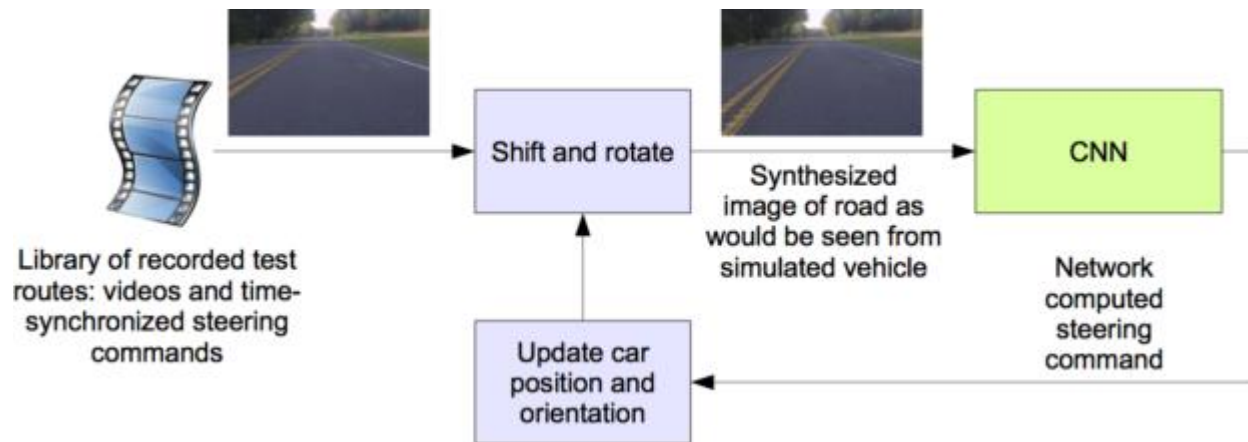 Shift and rotate
CNN
Synthesized
image of road as
would be seen from
simulated vehicle
Library of recorded test
routes: videos and time-
synchronized steering
commands
Network
computed
steering
command
Update car
position and
orientation